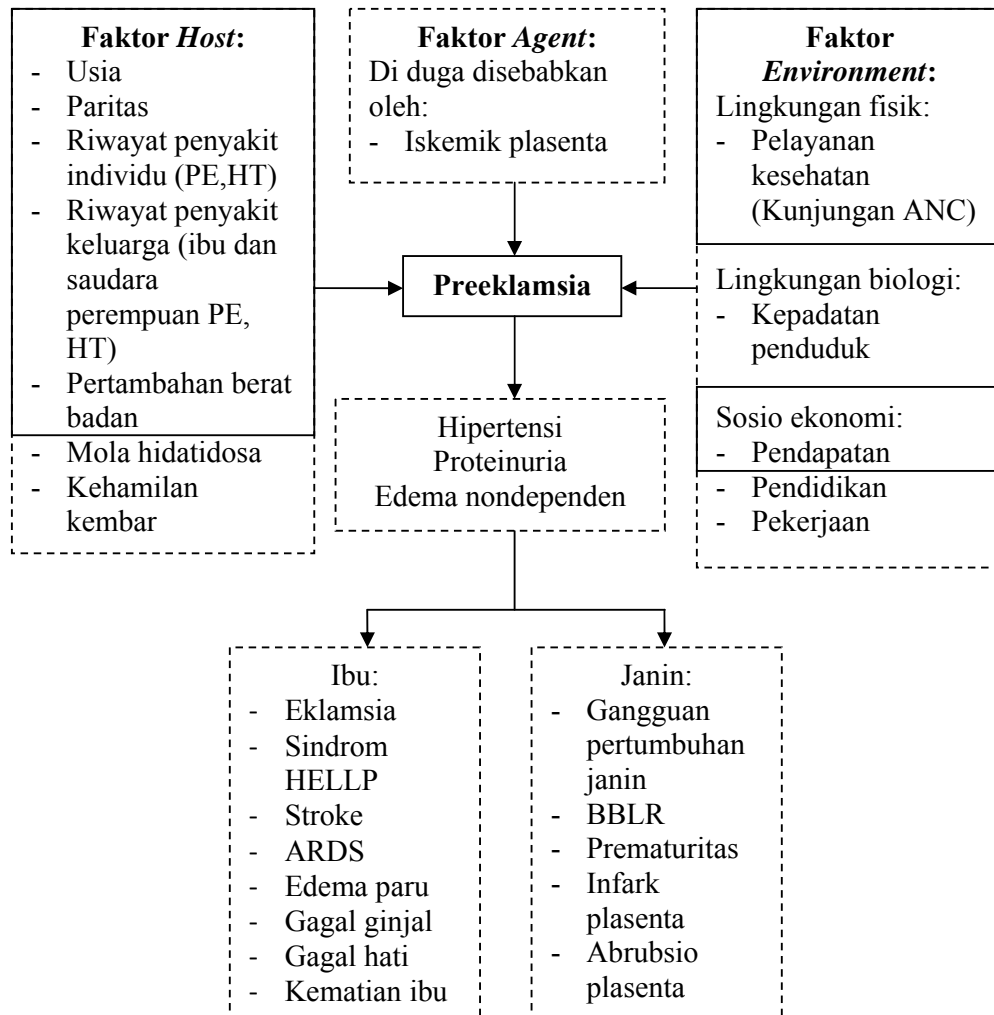 Faktor Host:
- Usia
- Paritas
- Riwayat penyakit
individu (PE,HT)
- Riwayat penyakit
keluarga (ibu dan
saudara
perempuan PE,
HT)
- Pertambahan berat
badan
- Mola hidatidosa
- Kehamilan
kembar
Faktor Agent:
Di duga disebabkan
oleh:
- Iskemik plasenta
Faktor
Environment:
Lingkungan fisik:
- Pelayanan
kesehatan
(Kunjungan ANC)
Lingkungan biologi:
- Kepadatan
penduduk
Sosio ekonomi:
- Pendapatan
- Pendidikan
- Pekerjaan
Preeklamsia
Hipertensi
Proteinuria
Edema nondependen
Ibu:
- Eklamsia
- Sindrom
HELLP
- Stroke
- ARDS
- Edema paru
- Gagal ginjal
- Gagal hati
- Kematian ibu
Janin:
- Gangguan
pertumbuhan
janin
- BBLR
- Prematuritas
- Infark
plasenta
- Abrubsio
plasenta